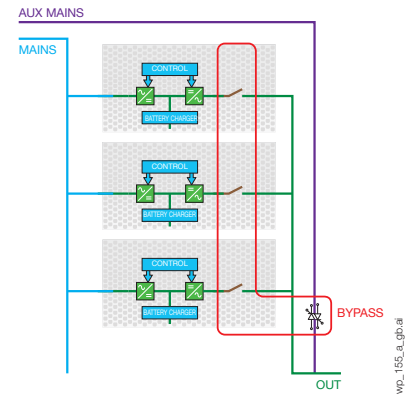 AUX MAINS
MAINS
CONTROL
BATTERY CHARGER
CONTROL
BATTERY CHARGER
CONTROL
BATTERY CHARGER
BYPASS
OUT
wp_155_a_gb.ai